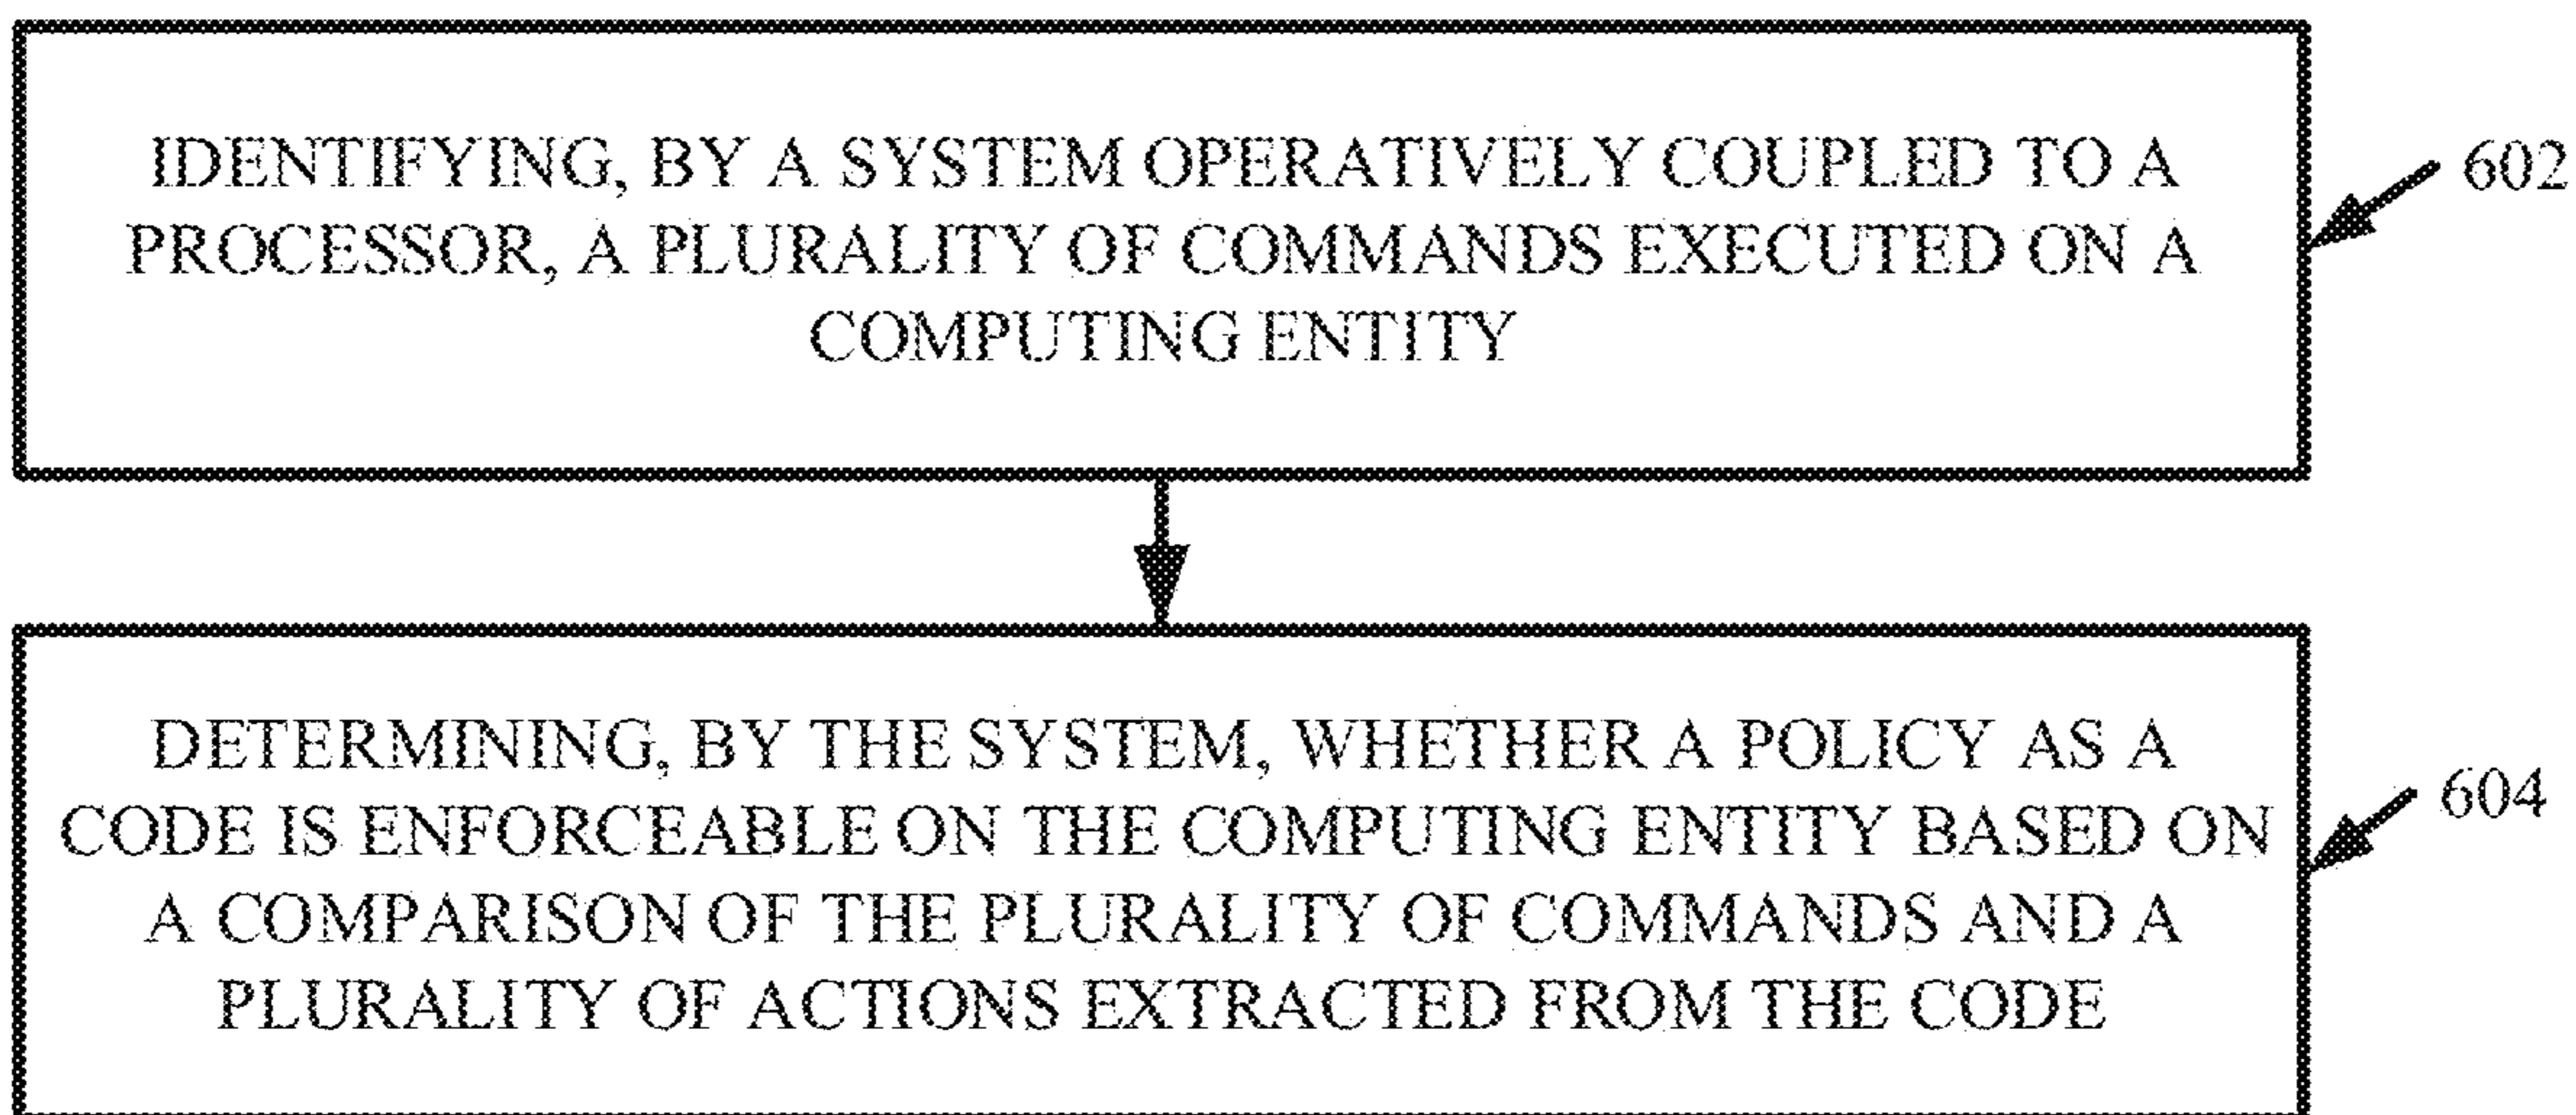 IDENTIFYING, BY A SYSTEM OPERATIVELY COUPLED TO A
PROCESSOR, A PLURALITY OF COMMANDS EXECUTED ON A
COMPUTING ENTITY
602
DETERMINING, BY THE SYSTEM, WHETHER A POLICY AS A
CODE IS ENFORCEABLE ON THE COMPUTING ENTITY BASED ON
A COMPARISON OF THE PLURALITY OF COMMANDS AND A
PLURALITY OF ACTIONS EXTRACTED FROM THE CODE
604